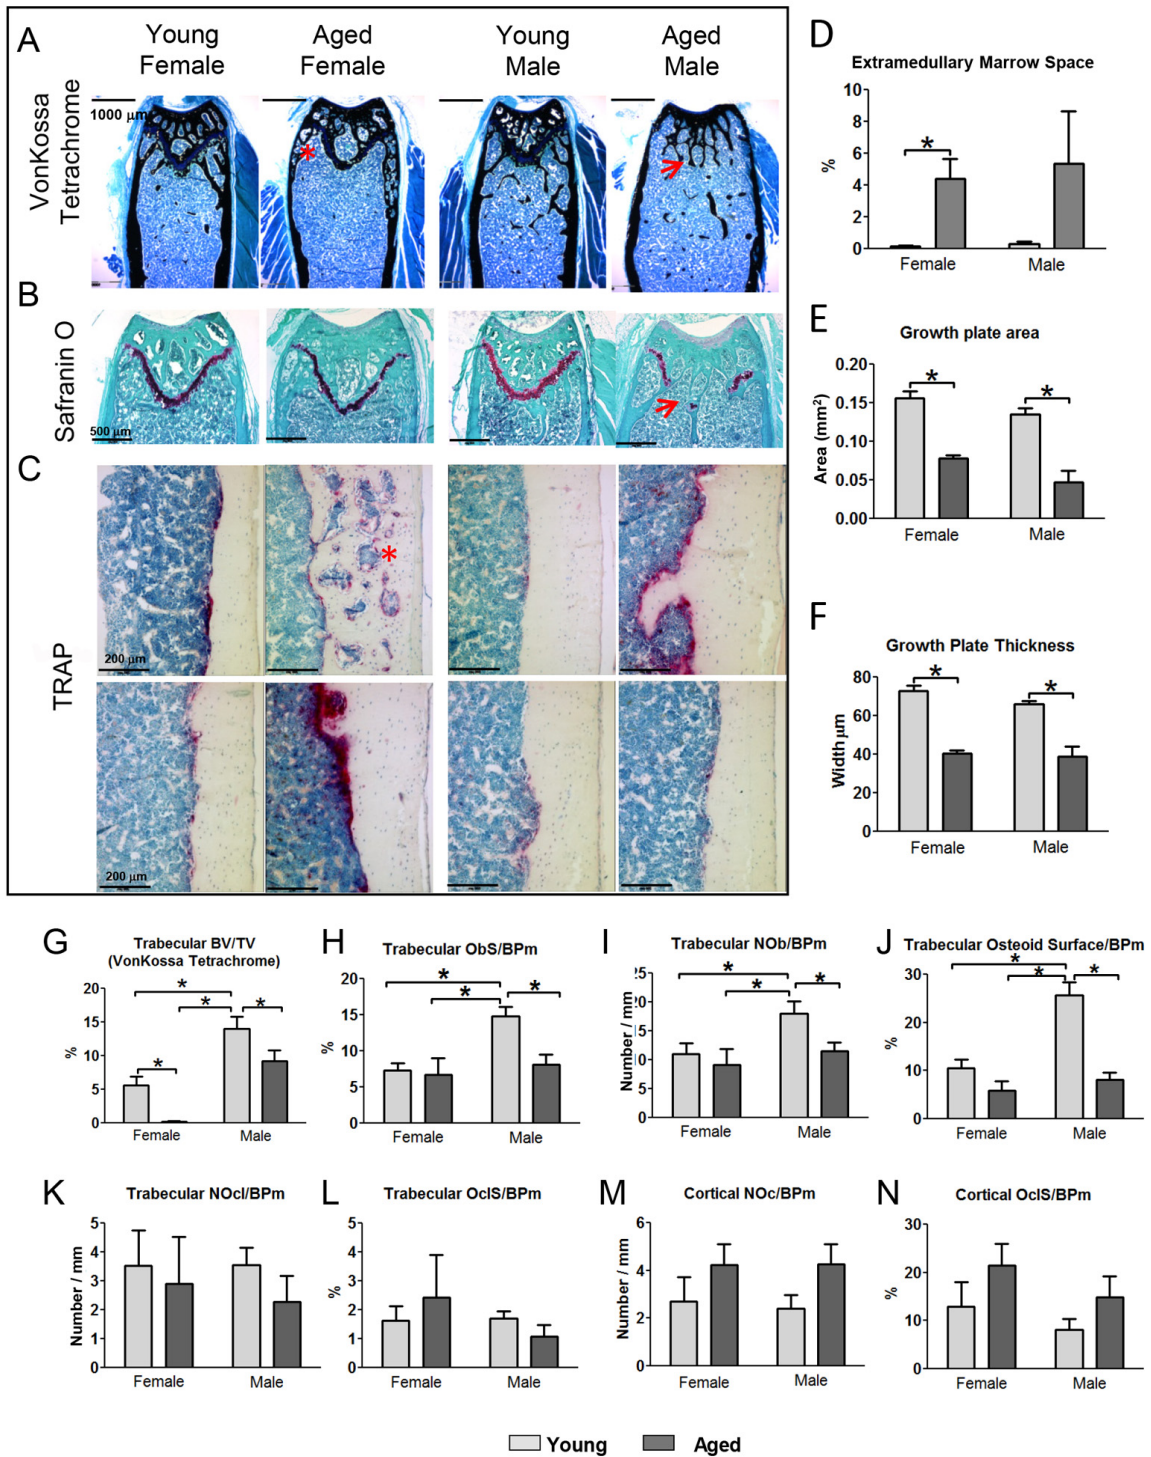 A
Young Female
Aged Female
Young Male
Aged Male
VonKossa
Tetrachrome
1000 μm
*
B
Safranin O
500 μm
C
TRAP
*
200 μm
200 μm
D
Extramedullary Marrow Space
%
10
8
6
4
2
0
*
Female
Male
E
Growth plate area
Area (mm²)
0.20
0.15
0.10
0.05
0.00
*
*
Female
Male
F
Growth Plate Thickness
Width μm
80
60
40
20
0
*
*
Female
Male
G
Trabecular BV/TV
(VonKossa Tetrachrome)
%
20
15
10
5
0
*
*
*
*
Female
Male
H
Trabecular ObS/BPm
%
20
15
10
5
0
*
*
*
Female
Male
I
Trabecular NOb/BPm
Number / mm
25
20
15
10
5
0
*
*
*
Female
Male
J
Trabecular Osteoid Surface/BPm
%
30
20
10
0
*
*
*
Female
Male
K
Trabecular NOcl/BPm
Number / mm
5
4
3
2
1
0
Female
Male
L
Trabecular OclS/BPm
%
5
4
3
2
1
0
Female
Male
M
Cortical NOc/BPm
Number / mm
6
4
2
0
Female
Male
N
Cortical OclS/BPm
%
30
20
10
0
Female
Male
Young
Aged